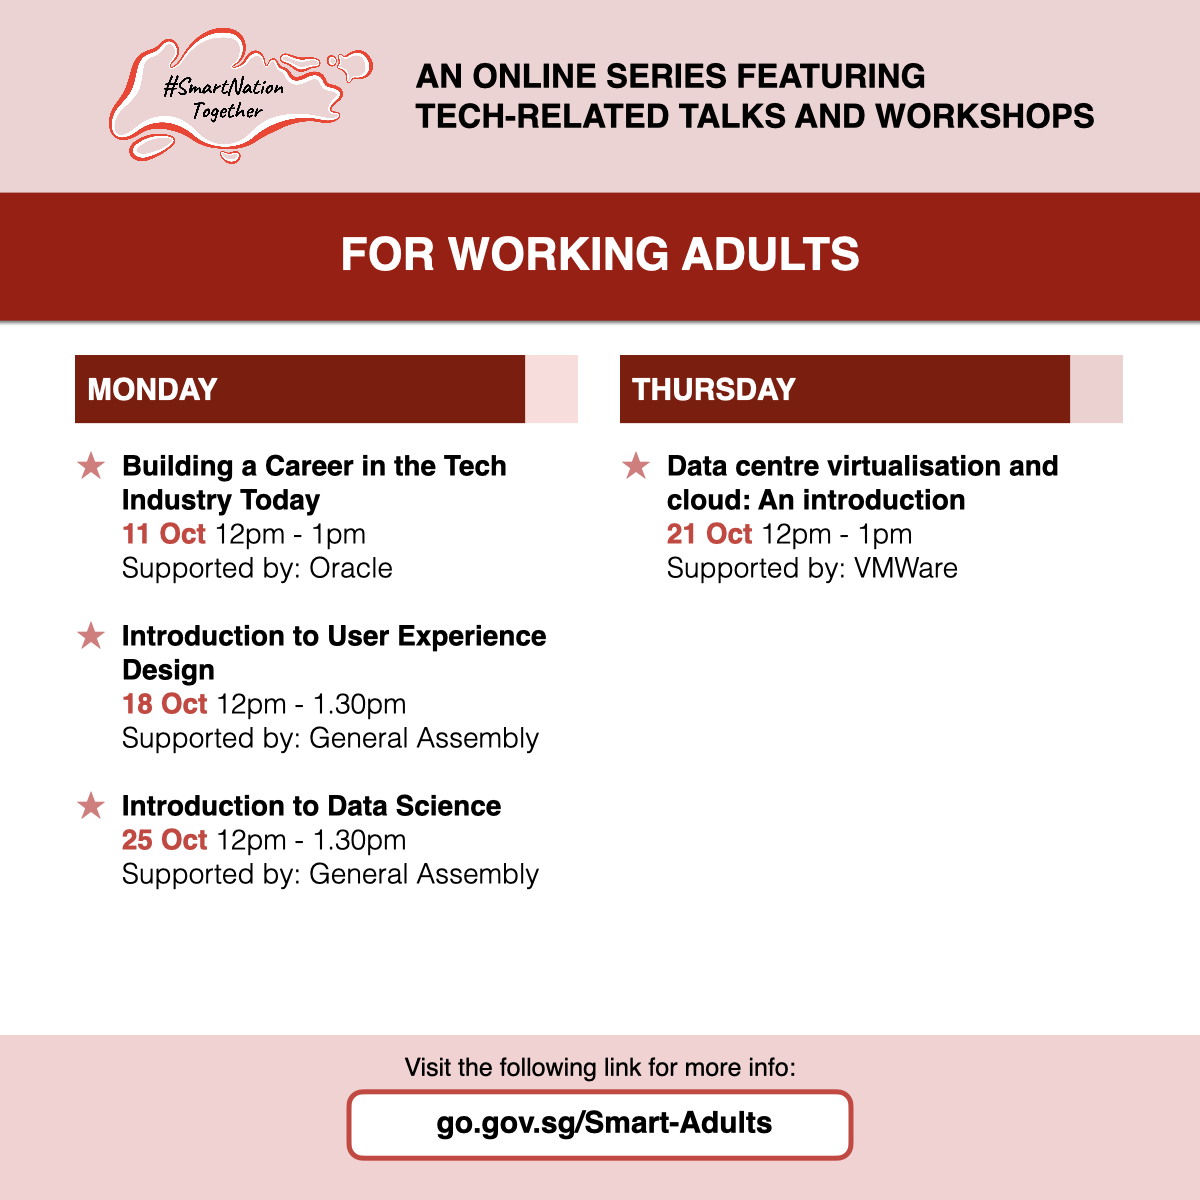 #SmartNation
Together
AN ONLINE SERIES FEATURING
TECH-RELATED TALKS AND WORKSHOPS
FOR WORKING ADULTS
MONDAY
Building a Career in the Tech
Industry Today
11 Oct 12pm - 1pm
Supported by: Oracle
Introduction to User Experience
Design
18 Oct 12pm - 1.30pm
Supported by: General Assembly
Introduction to Data Science
25 Oct 12pm - 1.30pm
Supported by: General Assembly
THURSDAY
Data centre virtualisation and
cloud: An introduction
21 Oct 12pm - 1pm
Supported by: VMWare
Visit the following link for more info:
go.gov.sg/Smart-Adults